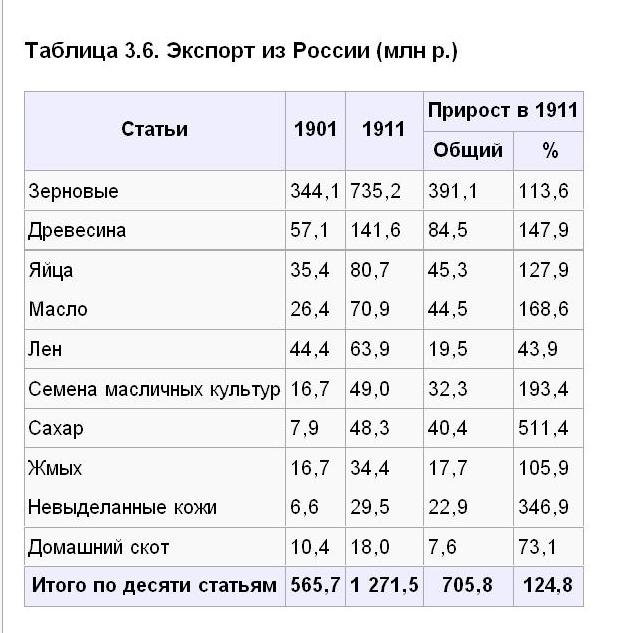 Таблица 3.6. Экспорт из России (млн р.)
Статьи 1901 1911 Прирост в 1911
Общий %
Зерновые 344,1 735,2 391,1 113,6
Древесина 57,1 141,6 84,5 147,9
Яйца 35,4 80,7 45,3 127,9
Масло 26,4 70,9 44,5 168,6
Лен 44,4 63,9 19,5 43,9
Семена масличных культур 16,7 49,0 32,3 193,4
Сахар 7,9 48,3 40,4 511,4
Жмых 16,7 34,4 17,7 105,9
Невыделанные кожи 6,6 29,5 22,9 346,9
Домашний скот 10,4 18,0 7,6 73,1
Итого по десяти статьям 565,7 1 271,5 705,8 124,8